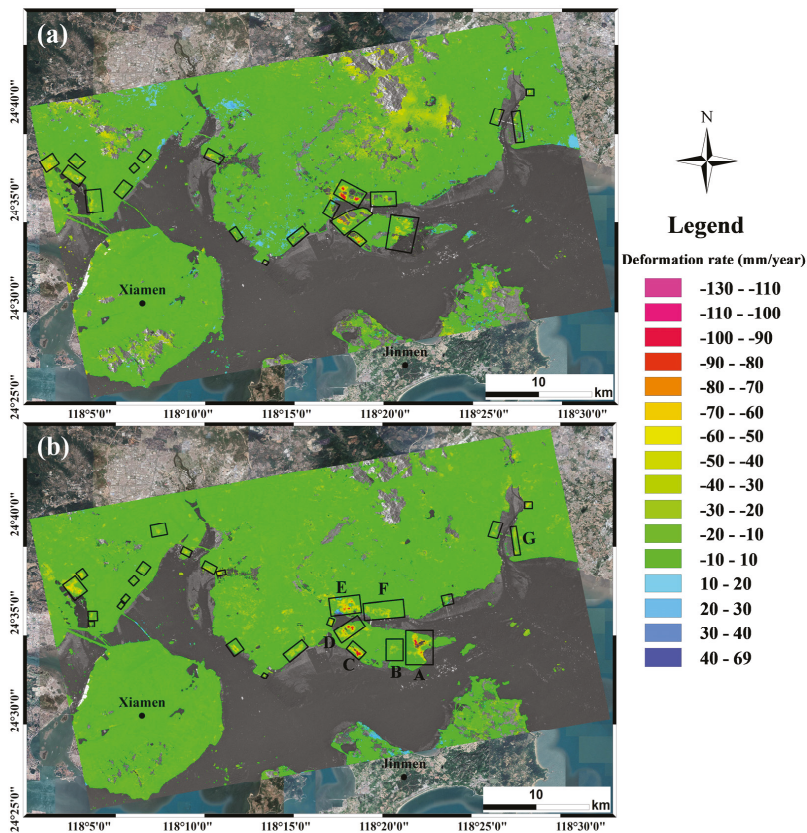 (a)
24°40'0"
24°35'0"
24°30'0"
24°25'0"
Xiamen
Jinmen
10
km
118°5'0"
118°10'0"
118°15'0"
118°20'0"
118°25'0"
118°30'0"
N
Legend
Deformation rate (mm/year)
-130 - -110
-110 - -100
-100 - -90
-90 - -80
-80 - -70
-70 - -60
-60 - -50
-50 - -40
-40 - -30
-30 - -20
-20 - -10
-10 - 10
10 - 20
20 - 30
30 - 40
40 - 69
(b)
24°40'0"
24°35'0"
24°30'0"
24°25'0"
G
E F
D
C B A
Xiamen
Jinmen
10
km
118°5'0"
118°10'0"
118°15'0"
118°20'0"
118°25'0"
118°30'0"